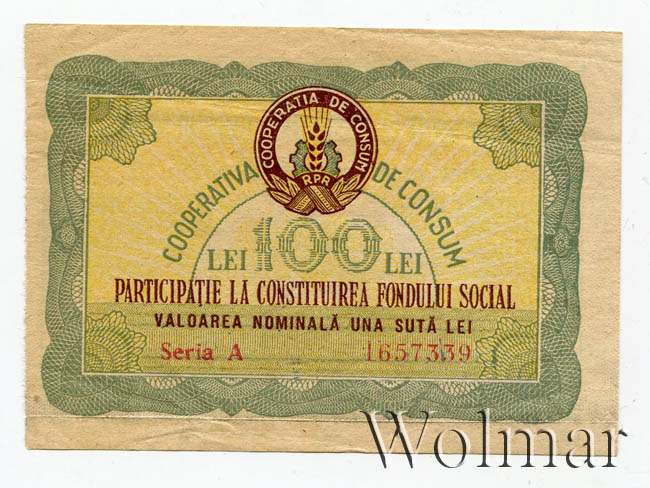 COOPERATIA DE CONSUM
RPR
COOPERATIVA DE CONSUM
LEI 100 LEI
PARTICIPAȚIE LA CONSTITUIREA FONDULUI SOCIAL
VALOAREA NOMINALĂ UNA SUTĂ LEI
Seria A 1657339
Wolmar